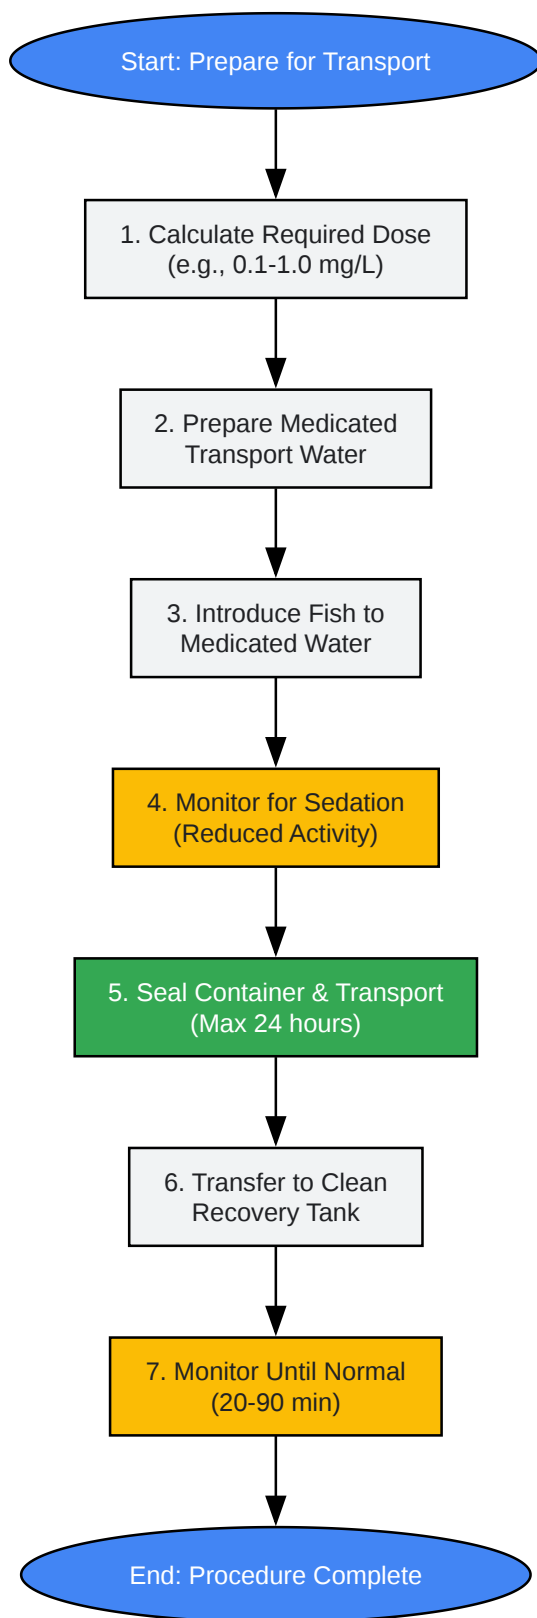 Start: Prepare for Transport
1. Calculate Required Dose
(e.g., 0.1-1.0 mg/L)
2. Prepare Medicated
Transport Water
3. Introduce Fish to
Medicated Water
4. Monitor for Sedation
(Reduced Activity)
5. Seal Container & Transport
(Max 24 hours)
6. Transfer to Clean
Recovery Tank
7. Monitor Until Normal
(20-90 min)
End: Procedure Complete